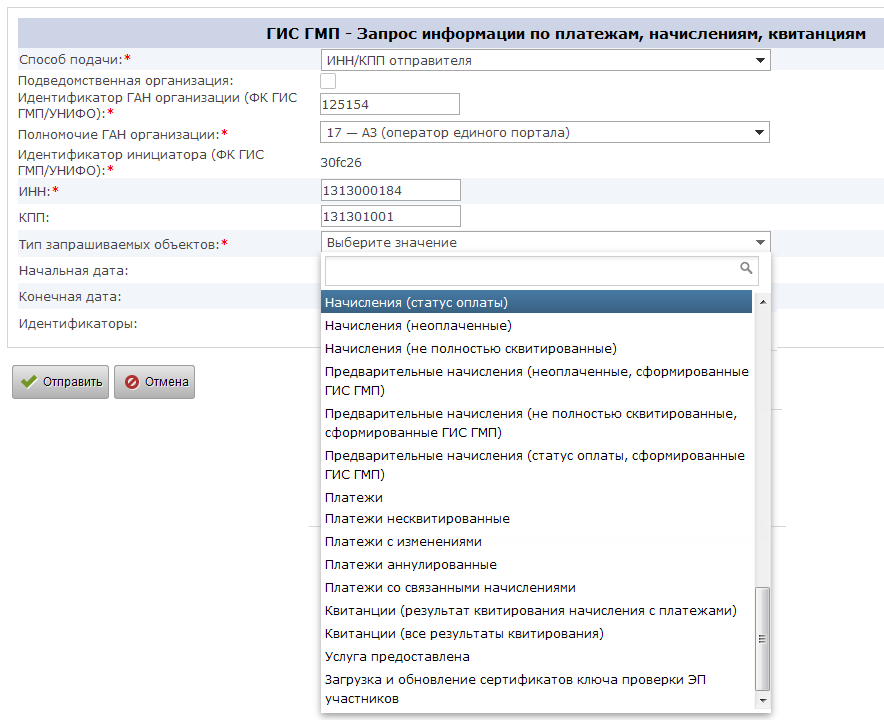 ГИС ГМП - Запрос информации по платежам, начислениям, квитанциям
Способ подачи:*
ИНН/КПП отправителя
Подведомственная организация:
Идентификатор ГАН организации (ФК ГИС
ГМП/УНИФО):*
125154
Полномочие ГАН организации:*
17 — АЗ (оператор единого портала)
Идентификатор инициатора (ФК ГИС
ГМП/УНИФО):*
30fc26
ИНН:*
1313000184
КПП:
131301001
Тип запрашиваемых объектов:*
Выберите значение
Начальная дата:
Конечная дата:
Идентификаторы:
Отправить
Отмена
Начисления (статус оплаты)
Начисления (неоплаченные)
Начисления (не полностью сквитированные)
Предварительные начисления (неоплаченные, сформированные
ГИС ГМП)
Предварительные начисления (не полностью сквитированные,
сформированные ГИС ГМП)
Предварительные начисления (статус оплаты, сформированные
ГИС ГМП)
Платежи
Платежи несквитированные
Платежи с изменениями
Платежи аннулированные
Платежи со связанными начислениями
Квитанции (результат квитирования начисления с платежами)
Квитанции (все результаты квитирования)
Услуга предоставлена
Загрузка и обновление сертификатов ключа проверки ЭП
участников